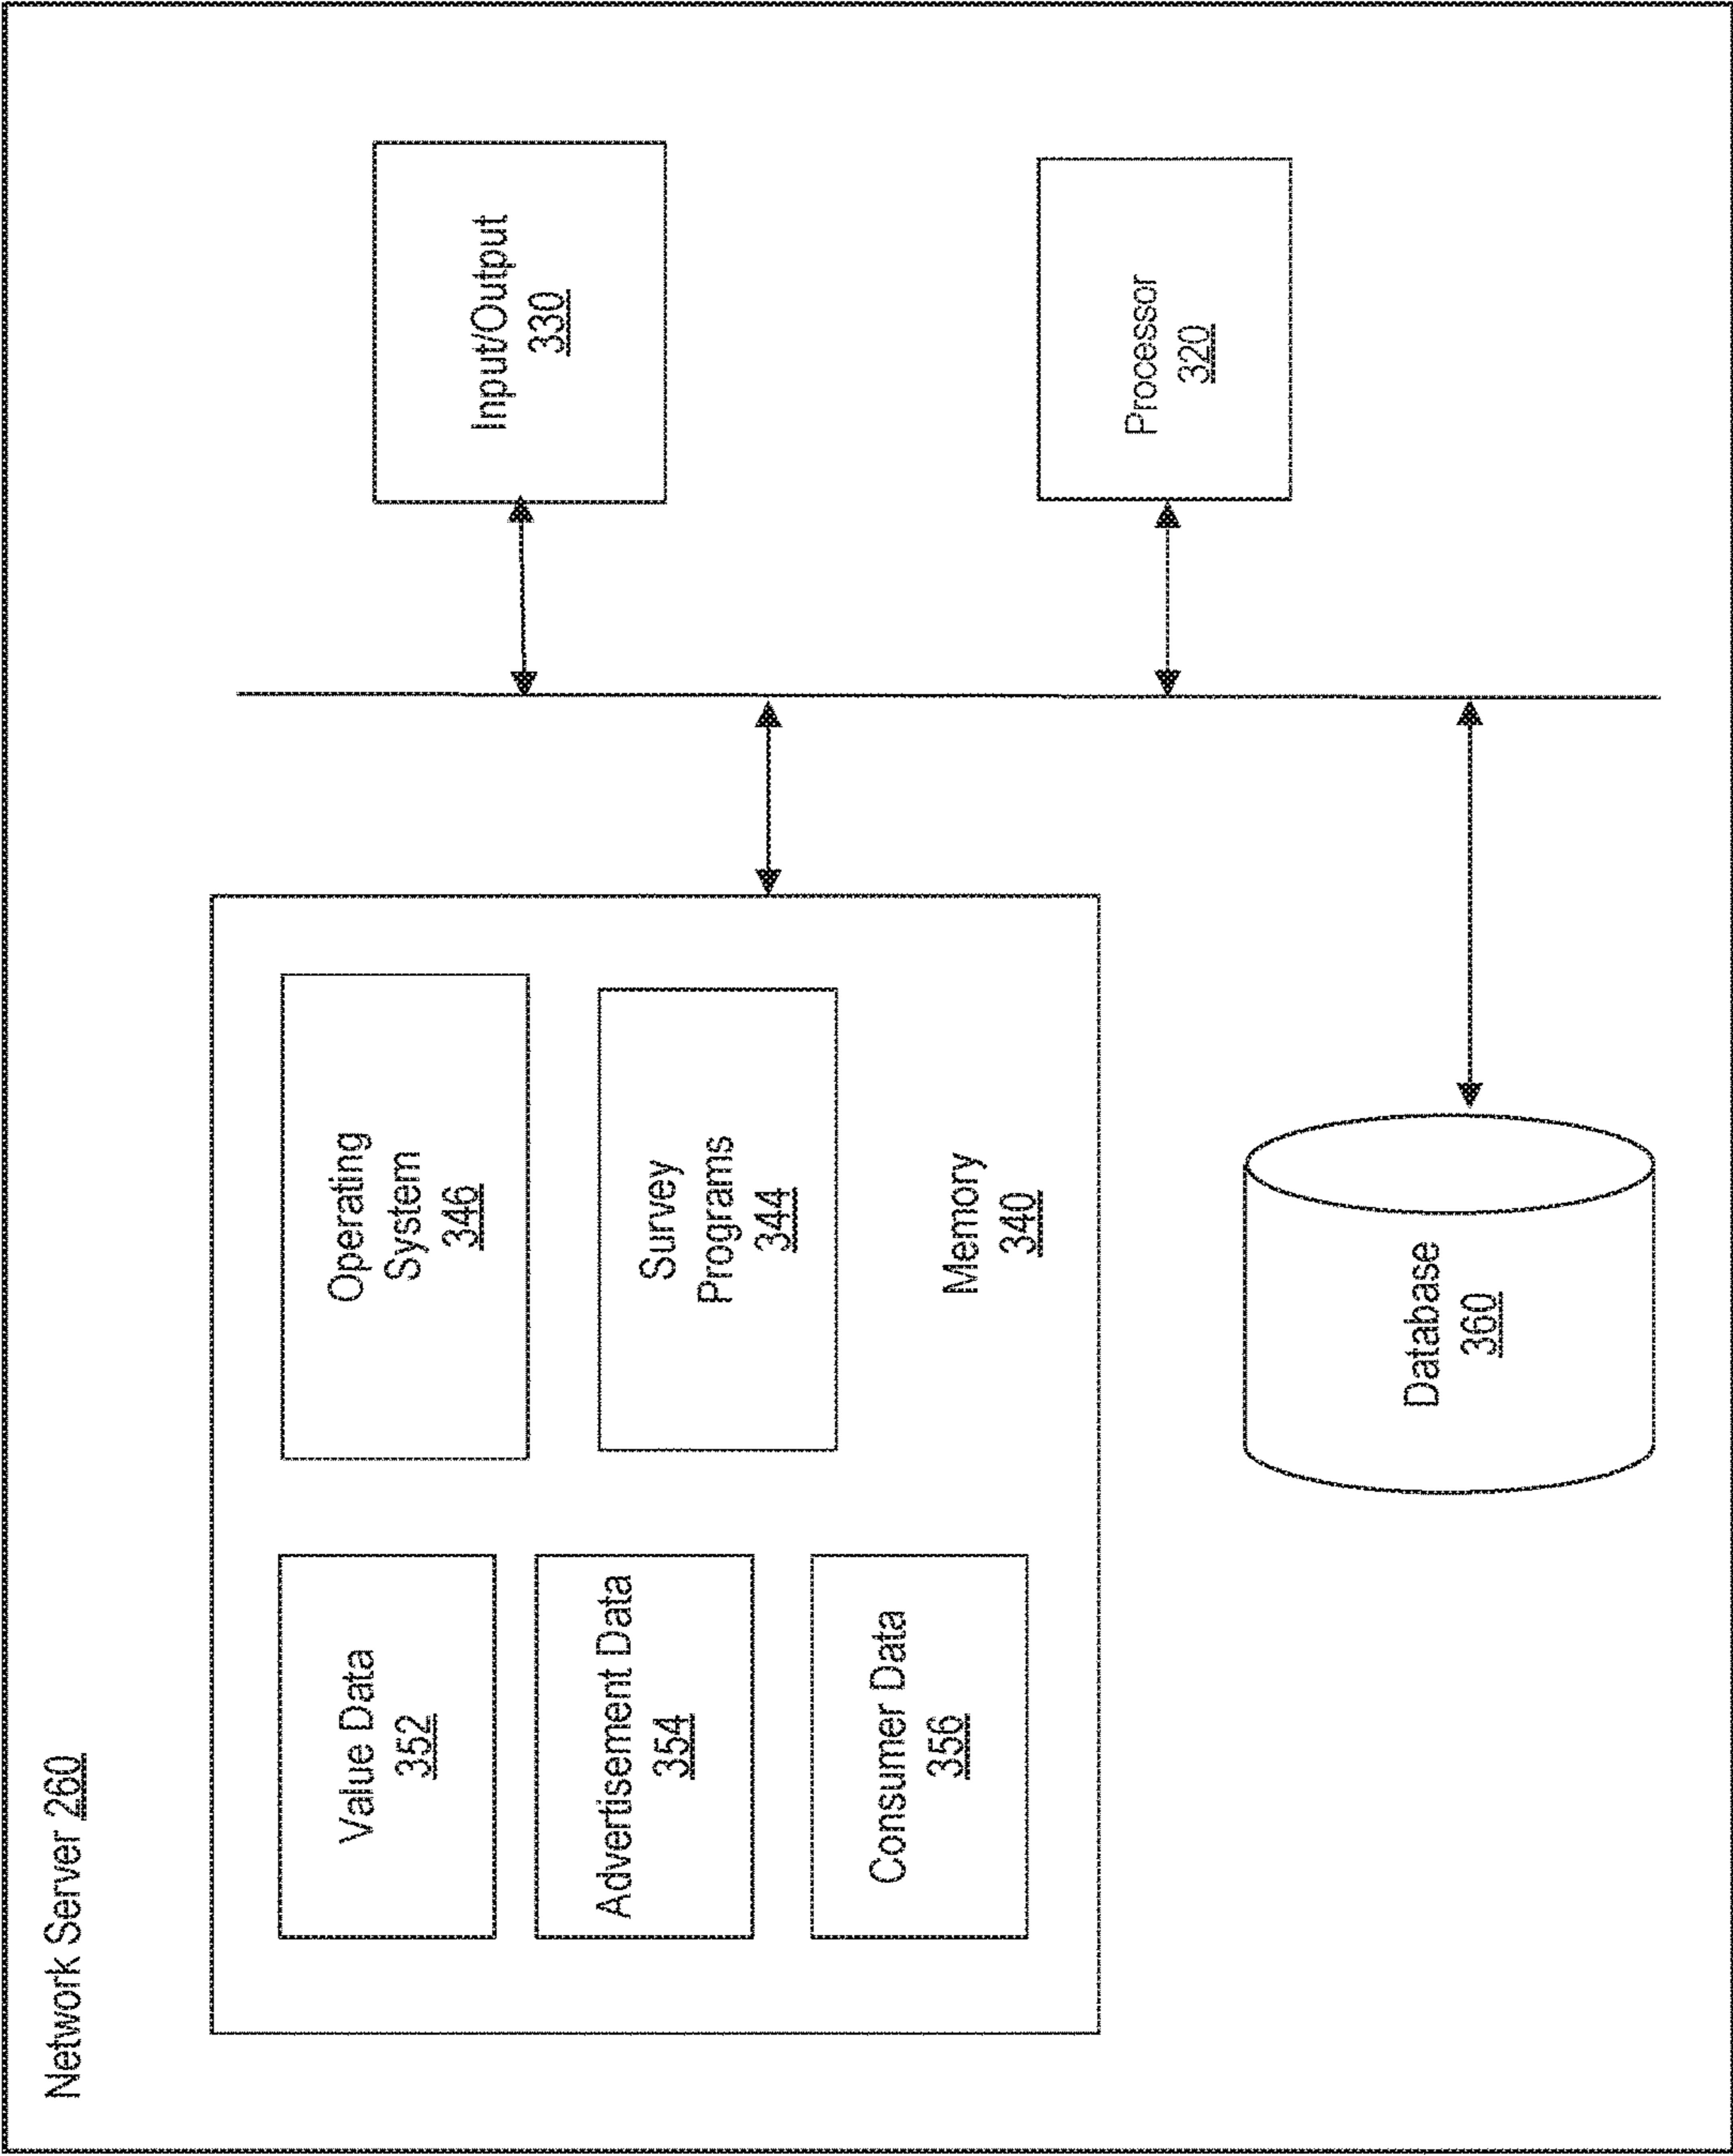 Network Server 260
Value Data
352
Operating
System
346
Input/Output
330
Advertisement Data
354
Survey
Programs
344
Consumer Data
356
Memory
340
Processor
320
Database
360